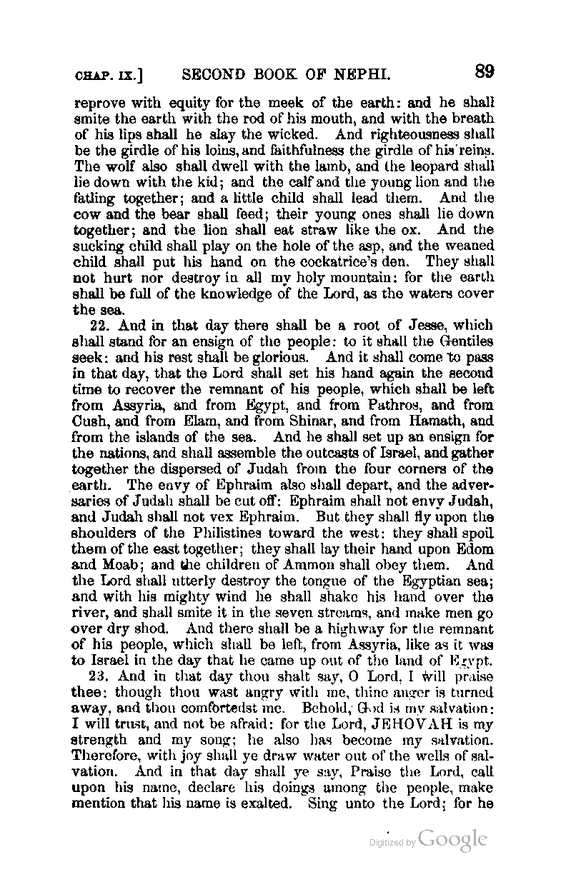 CHAP. IX.] SECOND BOOK OF NEPHI. 89
reprove with equity for the meek of the earth: and he shall
smite the earth with the rod of his mouth, and with the breath
of his lips shall he slay the wicked. And righteousness shall
be the girdle of his loins, and faithfulness the girdle of his reins.
The wolf also shall dwell with the lamb, and the leopard shall
lie down with the kid; and the calf and the young lion and the
fatling together; and a little child shall lead them. And the
cow and the bear shall feed; their young ones shall lie down
together; and the lion shall eat straw like the ox. And the
sucking child shall play on the hole of the asp, and the weaned
child shall put his hand on the cockatrice's den. They shall
not hurt nor destroy in all my holy mountain: for the earth
shall be full of the knowledge of the Lord, as the waters cover
the sea.
22. And in that day there shall be a root of Jesse, which
shall stand for an ensign of the people: to it shall the Gentiles
seek: and his rest shall be glorious. And it shall come to pass
in that day, that the Lord shall set his hand again the second
time to recover the remnant of his people, which shall be left
from Assyria, and from Egypt, and from Pathros, and from
Cush, and from Elam, and from Shinar, and from Hamath, and
from the islands of the sea. And he shall set up an ensign for
the nations, and shall assemble the outcasts of Israel, and gather
together the dispersed of Judah from the four corners of the
earth. The envy of Ephraim also shall depart, and the adver-
saries of Judah shall be cut off: Ephraim shall not envy Judah,
and Judah shall not vex Ephraim. But they shall fly upon the
shoulders of the Philistines toward the west: they shall spoil
them of the east together; they shall lay their hand upon Edom
and Moab; and the children of Ammon shall obey them. And
the Lord shall utterly destroy the tongue of the Egyptian sea;
and with his mighty wind he shall shake his hand over the
river, and shall smite it in the seven streams, and make men go
over dry shod. And there shall be a highway for the remnant
of his people, which shall be left, from Assyria, like as it was
to Israel in the day that he came up out of the land of Egypt.
23. And in that day thou shalt say, O Lord, I will praise
thee: though thou wast angry with me, thine anger is turned
away, and thou comfortedst me. Behold, God is my salvation:
I will trust, and not be afraid: for the Lord, JEHOVAH is my
strength and my song; he also has become my salvation.
Therefore, with joy shall ye draw water out of the wells of sal-
vation. And in that day shall ye say, Praise the Lord, call
upon his name, declare his doings among the people, make
mention that his name is exalted. Sing unto the Lord; for he
Digitized by Google